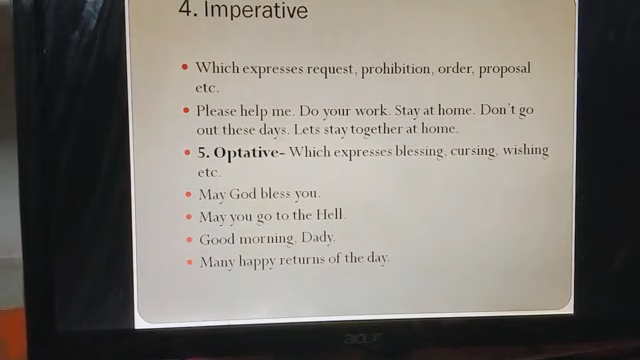 4. Imperative
• Which expresses request, prohibition, order, proposal
etc.
• Please help me. Do your work. Stay at home. Don't go
out these days. Lets stay together at home.
• 5. Optative- Which expresses blessing, cursing, wishing
etc.
• May God bless you.
• May you go to the Hell.
• Good morning, Dady.
• Many happy returns of the day.
acer